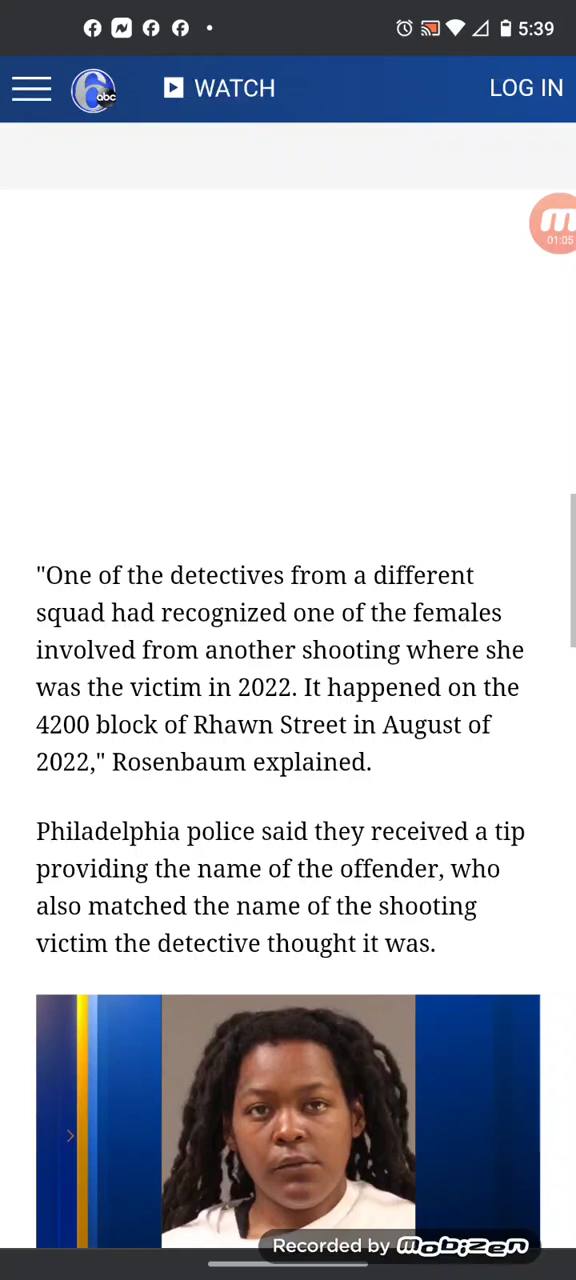 5:39
6abc
WATCH
LOG IN
01:05
"One of the detectives from a different
squad had recognized one of the females
involved from another shooting where she
was the victim in 2022. It happened on the
4200 block of Rhawn Street in August of
2022," Rosenbaum explained.
Philadelphia police said they received a tip
providing the name of the offender, who
also matched the name of the shooting
victim the detective thought it was.
Recorded by mobizen